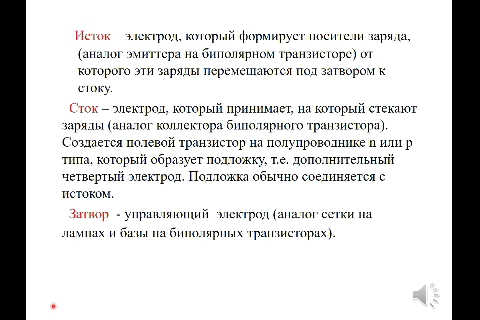 Исток электрод, который формирует носители заряда,
(аналог эмиттера на биполярном транзисторе) от
которого эти заряды перемещаются под затвором к
стоку.
Сток – электрод, который принимает, на который стекают
заряды (аналог коллектора биполярного транзистора).
Создается полевой транзистор на полупроводнике n или p
типа, который образует подложку, т.е. дополнительный
четвертый электрод. Подложка обычно соединяется с
истоком.
Затвор - управляющий электрод (аналог сетки на
лампах и базы на биполярных транзисторах).